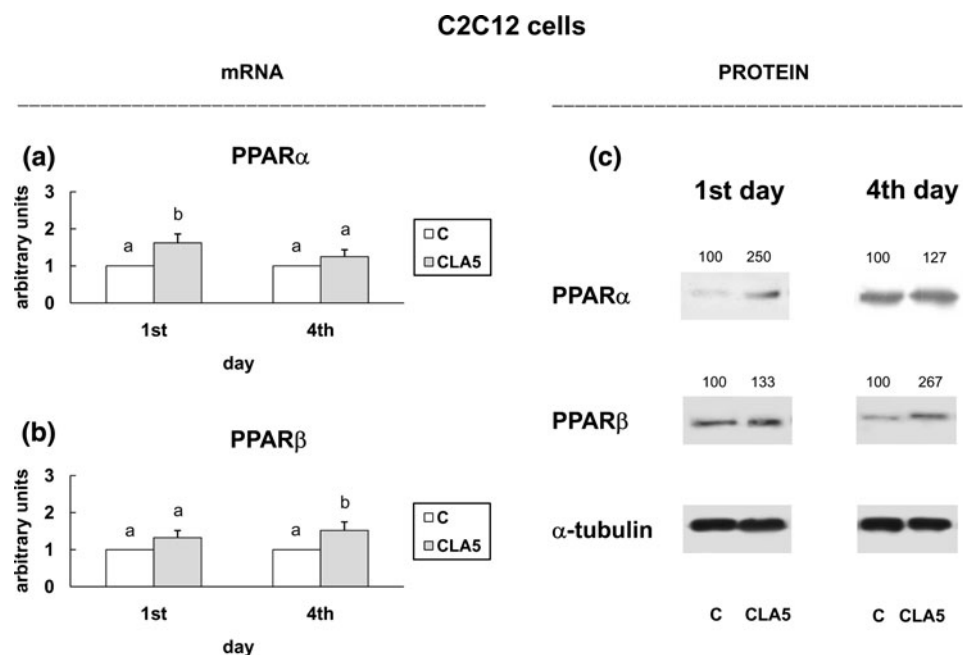 C2C12 cells
mRNA
PROTEIN
(a)
PPARα
arbitrary units
3
2
1
0
a
b
a
a
1st
4th
day
C
CLA5
(b)
PPARβ
arbitrary units
3
2
1
0
a
a
a
b
1st
4th
day
C
CLA5
(c)
1st day 4th day
100 250 100 127
PPARα
100 133 100 267
PPARβ
α-tubulin
C CLA5 C CLA5